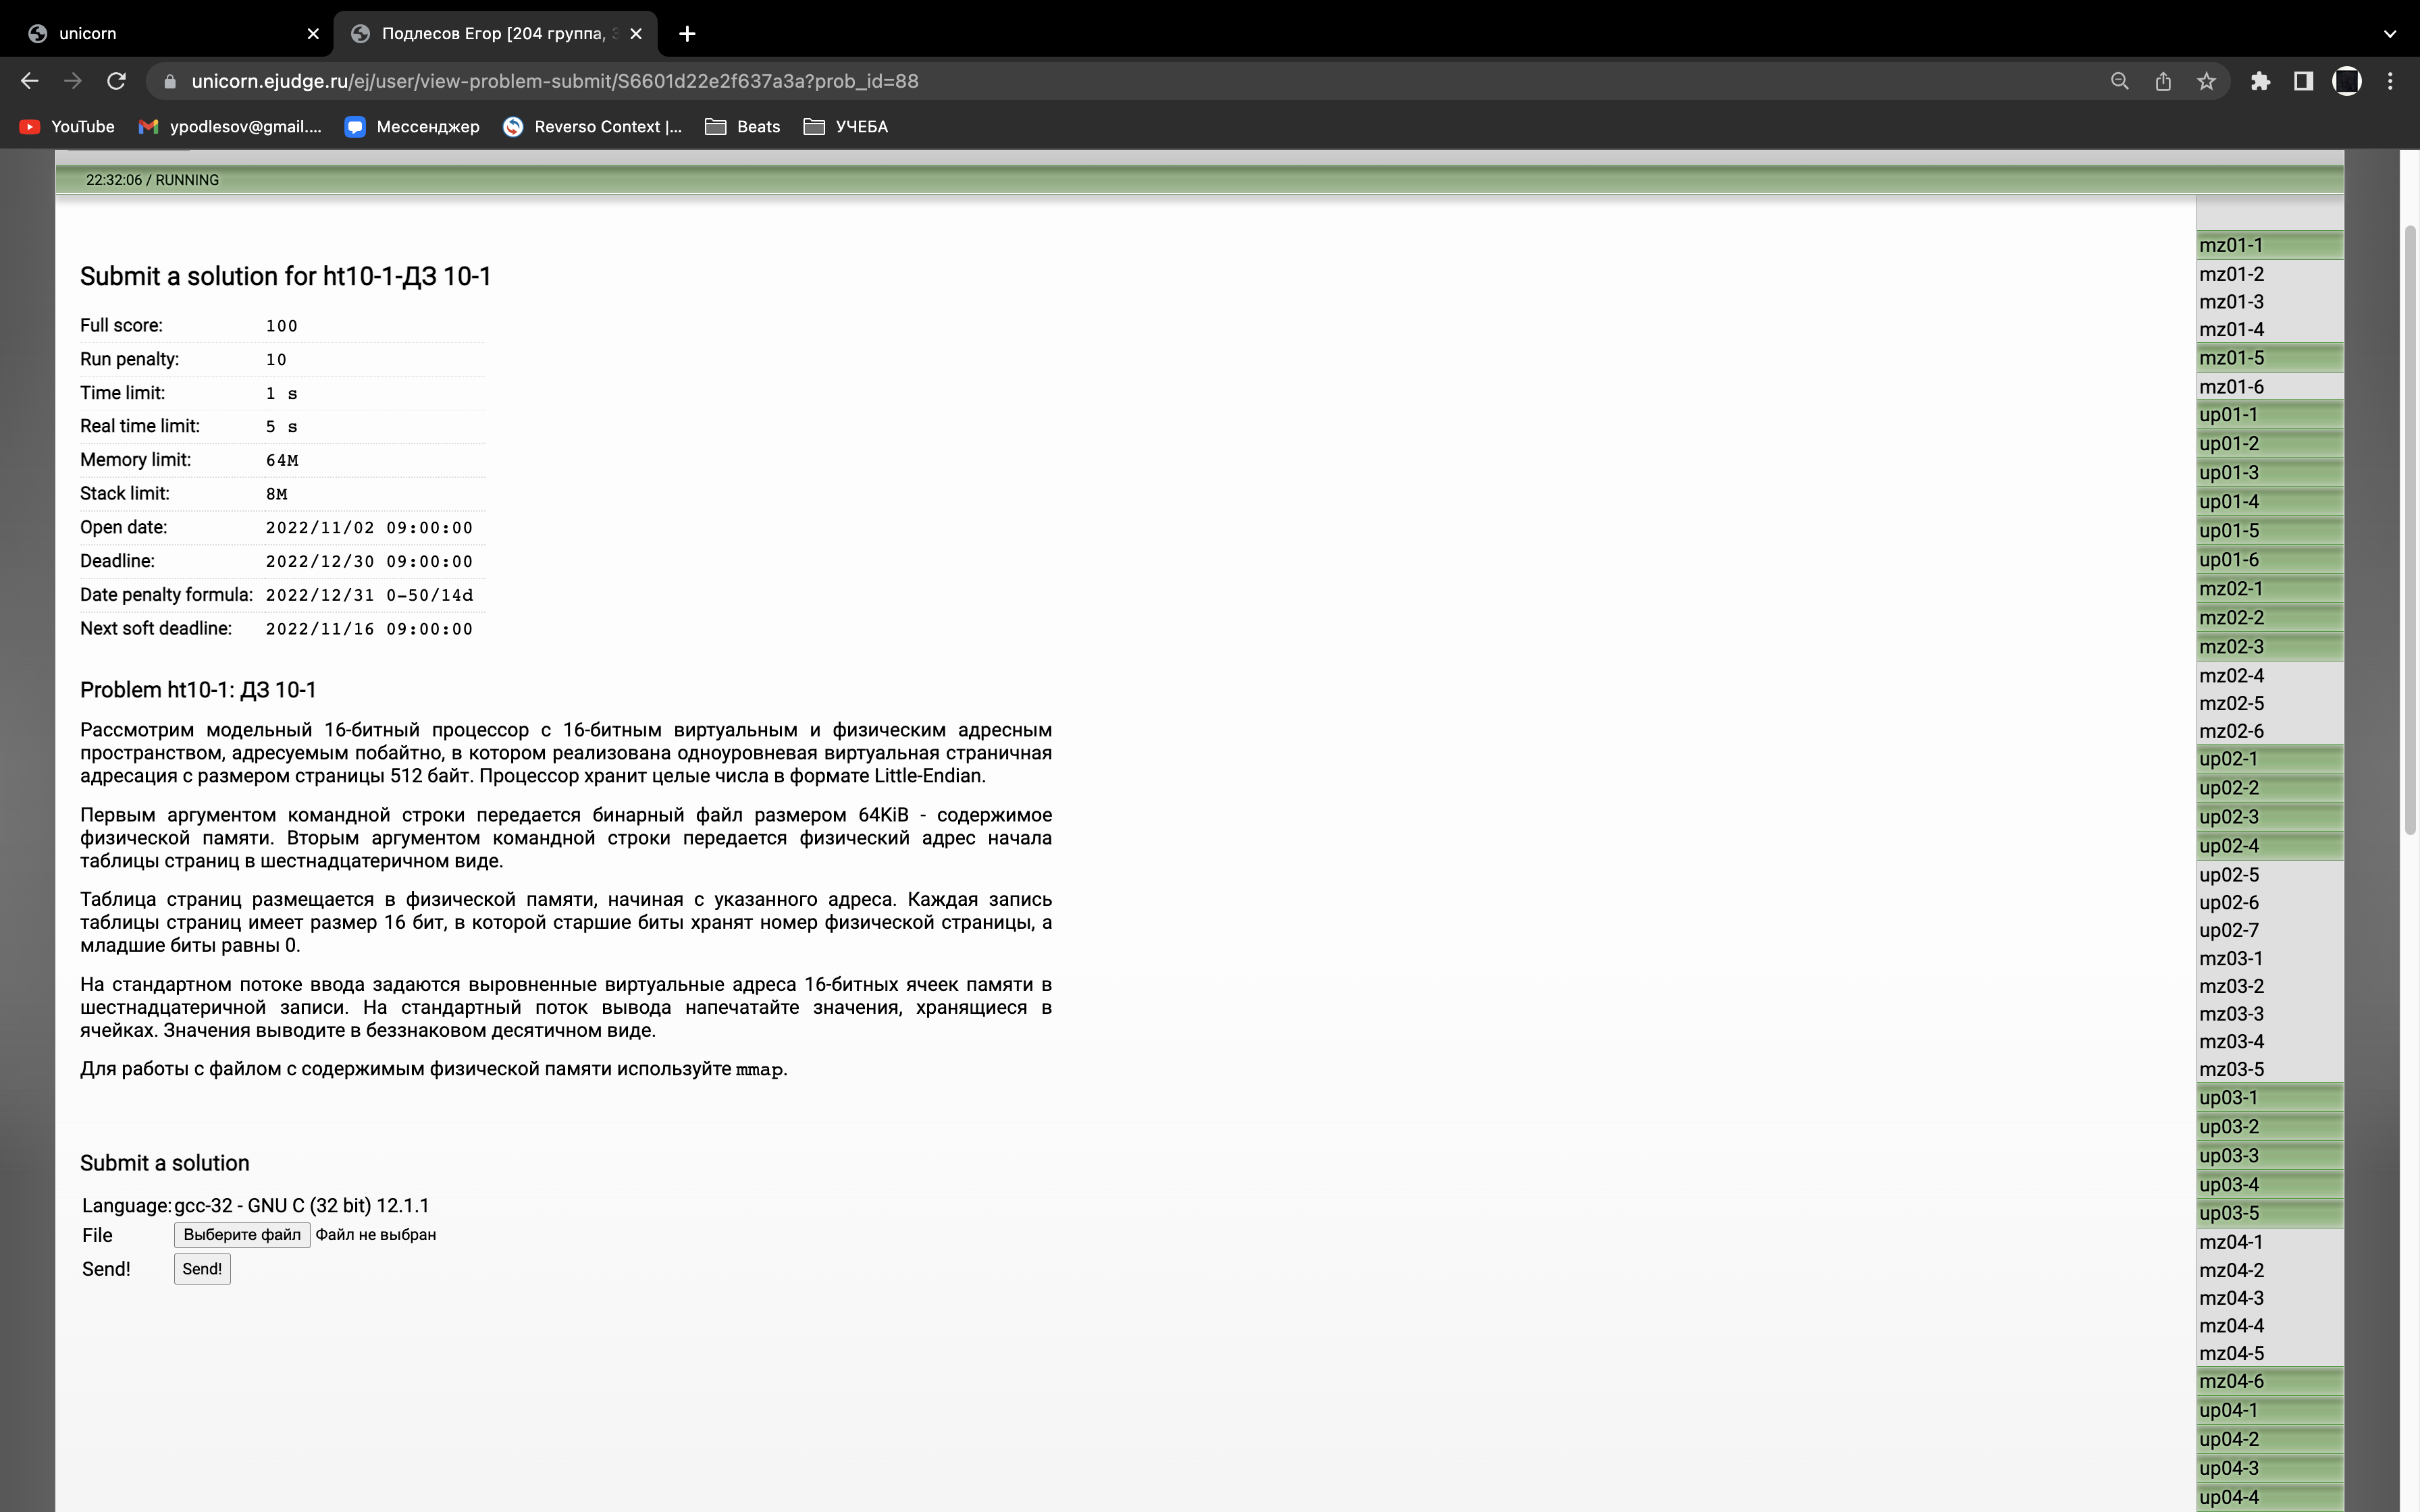 unicorn
Подлесов Егор [204 группа,
unicorn.ejudge.ru/ej/user/view-problem-submit/S6601d22e2f637a3a?prob_id=88
YouTube ypodlesov@gmail.... Мессенджер Reverso Context |... Beats УЧЕБА
22:32:06 / RUNNING
Submit a solution for ht10-1-ДЗ 10-1
Full score: 100
Run penalty: 10
Time limit: 1 s
Real time limit: 5 s
Memory limit: 64M
Stack limit: 8M
Open date: 2022/11/02 09:00:00
Deadline: 2022/12/30 09:00:00
Date penalty formula: 2022/12/31 0-50/14d
Next soft deadline: 2022/11/16 09:00:00
Problem ht10-1: ДЗ 10-1
Рассмотрим модельный 16-битный процессор с 16-битным виртуальным и физическим адресным
пространством, адресуемым побайтно, в котором реализована одноуровневая виртуальная страничная
адресация с размером страницы 512 байт. Процессор хранит целые числа в формате Little-Endian.
Первым аргументом командной строки передается бинарный файл размером 64KiB - содержимое
физической памяти. Вторым аргументом командной строки передается физический адрес начала
таблицы страниц в шестнадцатеричном виде.
Таблица страниц размещается в физической памяти, начиная с указанного адреса. Каждая запись
таблицы страниц имеет размер 16 бит, в которой старшие биты хранят номер физической страницы, а
младшие биты равны 0.
На стандартном потоке ввода задаются выровненные виртуальные адреса 16-битных ячеек памяти в
шестнадцатеричной записи. На стандартный поток вывода напечатайте значения, хранящиеся в
ячейках. Значения выводите в беззнаковом десятичном виде.
Для работы с файлом с содержимым физической памяти используйте mmap.
Submit a solution
Language: gcc-32 - GNU C (32 bit) 12.1.1
File Выберите файл Файл не выбран
Send! Send!
mz01-1
mz01-2
mz01-3
mz01-4
mz01-5
mz01-6
up01-1
up01-2
up01-3
up01-4
up01-5
up01-6
mz02-1
mz02-2
mz02-3
mz02-4
mz02-5
mz02-6
up02-1
up02-2
up02-3
up02-4
up02-5
up02-6
up02-7
mz03-1
mz03-2
mz03-3
mz03-4
mz03-5
up03-1
up03-2
up03-3
up03-4
up03-5
mz04-1
mz04-2
mz04-3
mz04-4
mz04-5
mz04-6
up04-1
up04-2
up04-3
up04-4